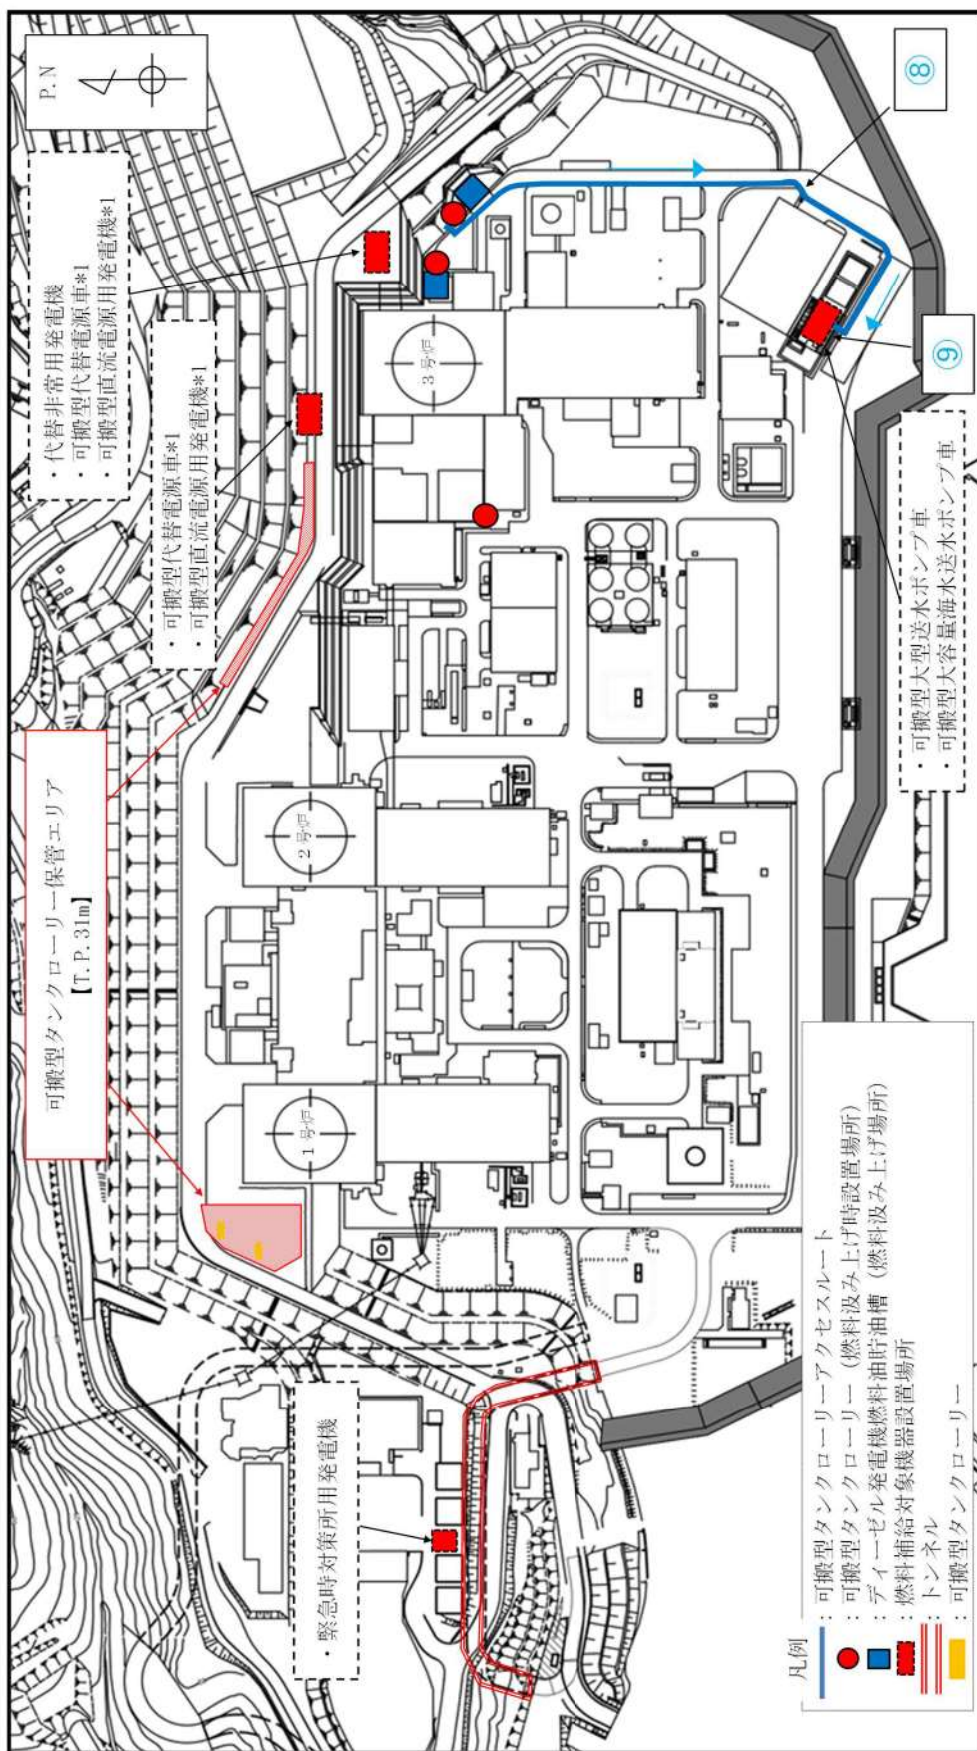 P.N
・代替非常用発電機
・可搬型代替電源車*1
・可搬型直流電源用発電機*1
・可搬型代替電源車*1
・可搬型直流電源用発電機*1
可搬型タンクローリー保管エリア
【T.P.31m】
・緊急時対策所用発電機
1号炉
2号炉
3号炉
⑧
⑨
・可搬型大型送水ポンプ車
・可搬型大容量海水送水ポンプ車
凡例
：可搬型タンクローリーアクセスルート
：可搬型タンクローリー（燃料汲み上げ時設置場所）
：ディーゼル発電機燃料油貯油槽（燃料汲み上げ場所）
：燃料補給対象機器設置場所
：トンネル
：可搬型タンクローリー